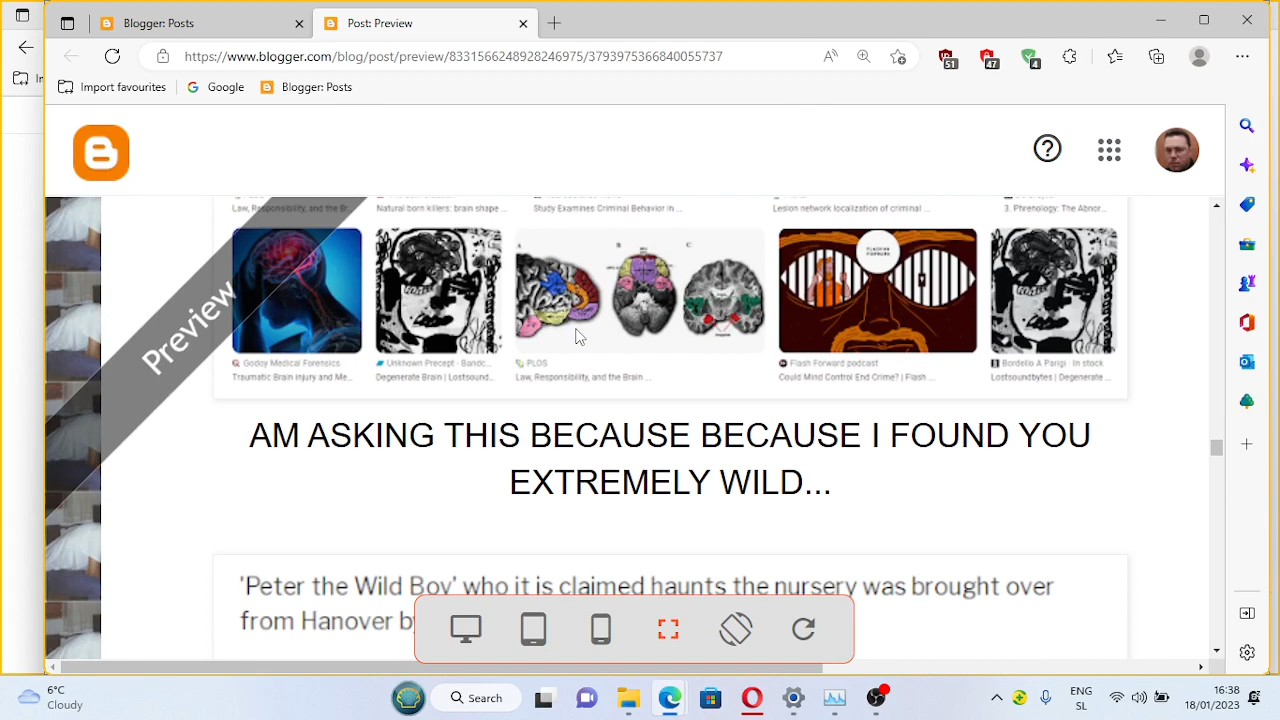 Blogger: Posts
Post: Preview
https://www.blogger.com/blog/post/preview/8331566248928246975/3793975366840055737
51
47
4
Import favourites
Google
Blogger: Posts
Preview
Law, Responsibility, and the Br...
Natural born killers: brain shape ...
Study Examines Criminal Behavior in ...
Lesion network localization of criminal ...
3. Phrenology: The Abnor...
A
B
C
FLASH FORWARD
Godoy Medical Forensics
Unknown Precept - Bandc...
PLOS
Flash Forward podcast
Bordello A Parigi · In stock
Traumatic Brain injury and Me...
Degenerate Brain | Lostsound...
Law, Responsibility, and the Brain ...
Could Mind Control End Crime? | Flash ...
Lostsoundbytes | Degenerate ...
AM ASKING THIS BECAUSE BECAUSE I FOUND YOU
EXTREMELY WILD...
'Peter the Wild Boy' who it is claimed haunts the nursery was brought over
from Hanover by
6°C
Cloudy
Search
ENG
SL
16:38
18/01/2023